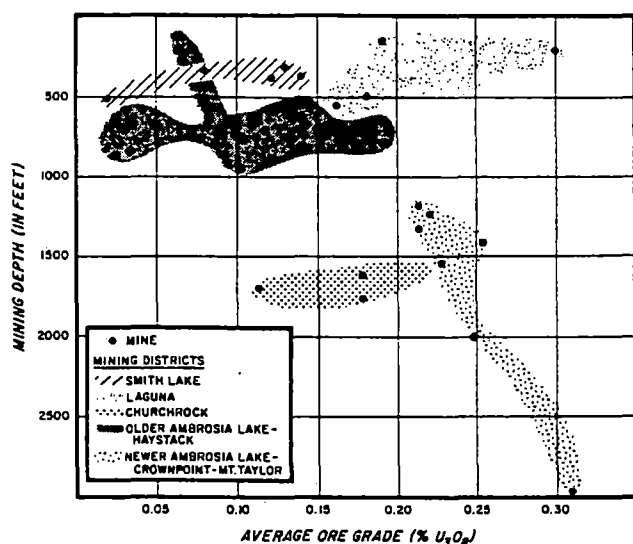 MINING DEPTH (IN FEET)
500
1000
1500
2000
2500
MINE
MINING DISTRICTS
SMITH LAKE
LAGUNA
CHURCHROCK
OLDER AMBROSIA LAKE-
HAYSTACK
NEWER AMBROSIA LAKE-
CROWNPOINT-MT.TAYLOR
0.05
0.10
0.15
0.20
0.25
0.30
AVERAGE ORE GRADE (% U₃O₈)